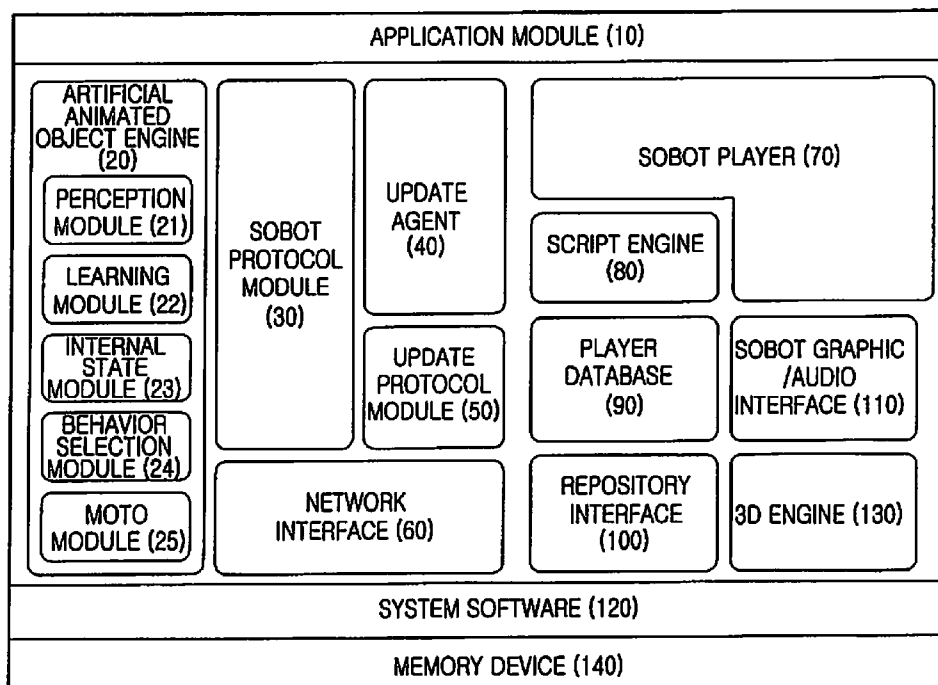 APPLICATION MODULE (10)
ARTIFICIAL
ANIMATED
OBJECT ENGINE
(20)
PERCEPTION
MODULE (21)
LEARNING
MODULE (22)
INTERNAL
STATE
MODULE (23)
BEHAVIOR
SELECTION
MODULE (24)
MOTO
MODULE (25)
SOBOT
PROTOCOL
MODULE
(30)
UPDATE
AGENT
(40)
UPDATE
PROTOCOL
MODULE (50)
NETWORK
INTERFACE (60)
SOBOT PLAYER (70)
SCRIPT ENGINE
(80)
PLAYER
DATABASE
(90)
SOBOT GRAPHIC
/AUDIO
INTERFACE (110)
REPOSITORY
INTERFACE
(100)
3D ENGINE (130)
SYSTEM SOFTWARE (120)
MEMORY DEVICE (140)